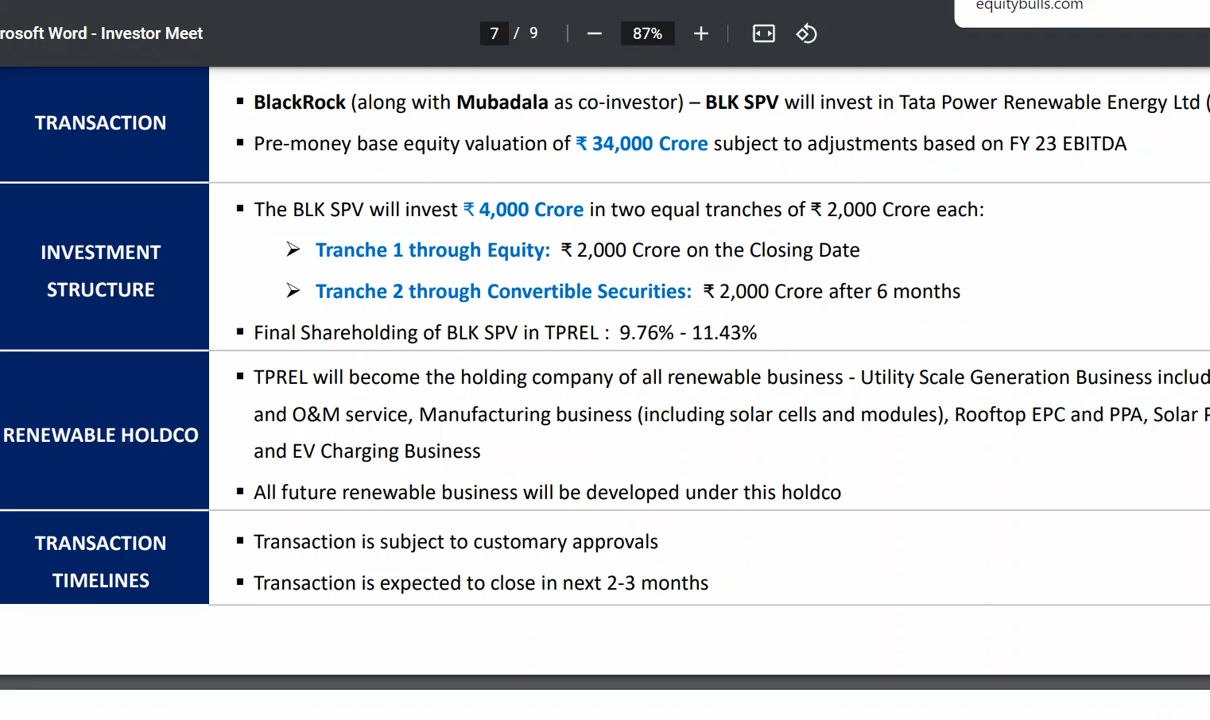 equitybulls.com
rosoft Word - Investor Meet
7 / 9
87%
TRANSACTION
▪ BlackRock (along with Mubadala as co-investor) – BLK SPV will invest in Tata Power Renewable Energy Ltd (
▪ Pre-money base equity valuation of ₹ 34,000 Crore subject to adjustments based on FY 23 EBITDA
INVESTMENT
STRUCTURE
▪ The BLK SPV will invest ₹ 4,000 Crore in two equal tranches of ₹ 2,000 Crore each:
➢ Tranche 1 through Equity: ₹ 2,000 Crore on the Closing Date
➢ Tranche 2 through Convertible Securities: ₹ 2,000 Crore after 6 months
▪ Final Shareholding of BLK SPV in TPREL : 9.76% - 11.43%
RENEWABLE HOLDCO
▪ TPREL will become the holding company of all renewable business - Utility Scale Generation Business includ
and O&M service, Manufacturing business (including solar cells and modules), Rooftop EPC and PPA, Solar P
and EV Charging Business
▪ All future renewable business will be developed under this holdco
TRANSACTION
TIMELINES
▪ Transaction is subject to customary approvals
▪ Transaction is expected to close in next 2-3 months